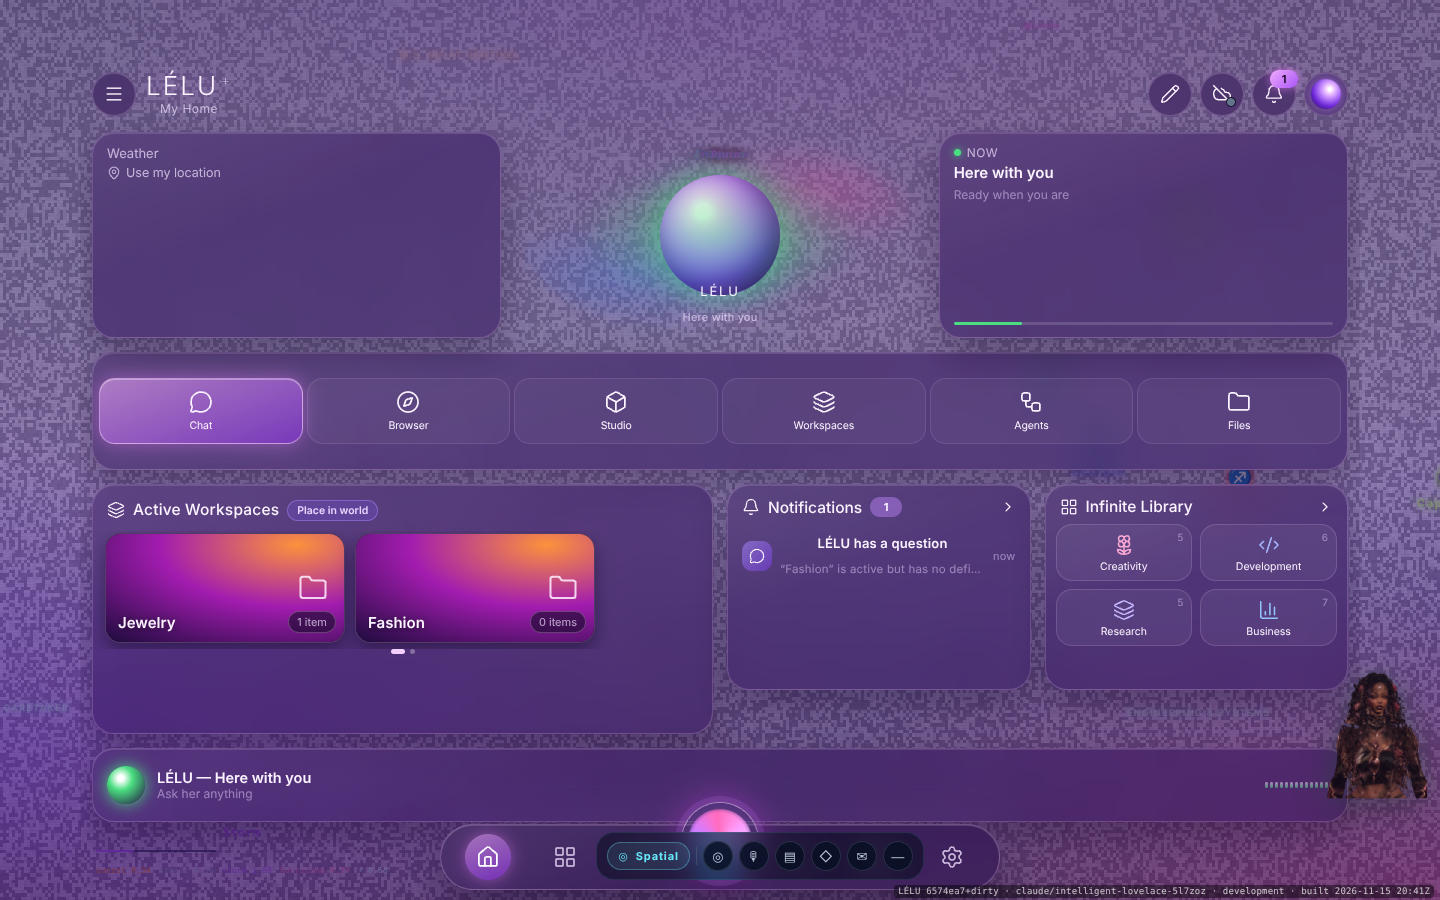 LÉLU+
My Home
1
Weather
Use my location
LÉLU
Here with you
NOW
Here with you
Ready when you are
Chat
Browser
Studio
Workspaces
Agents
Files
Active Workspaces
Place in world
Jewelry
1 item
Fashion
0 items
Notifications
1
LÉLU has a question
now
“Fashion” is active but has no defi...
Infinite Library
Creativity
5
Development
6
Research
5
Business
7
LÉLU — Here with you
Ask her anything
Spatial
LÉLU 6574ea7+dirty · claude/intelligent-lovelace-5l7zoz · development · built 2026-11-15 20:41Z